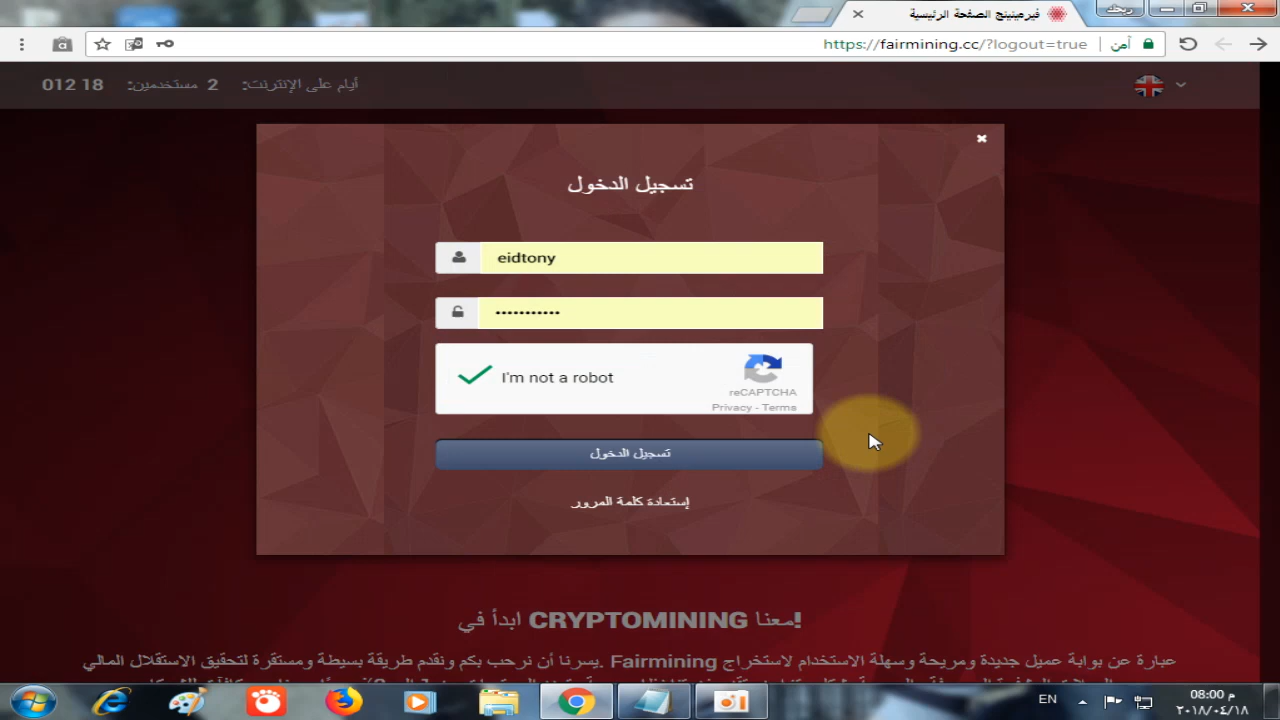 فيرمينينج الصفحة الرئيسية
ريحك
https://fairmining.cc/?logout=true
آمن
أيام على الإنترنت: 2 مستخدمين: 18 012
تسجيل الدخول
eidtony
•••••••••••
I'm not a robot
reCAPTCHA
Privacy - Terms
تسجيل الدخول
إستعادة كلمة المرور
ابدأ في CRYPTOMINING معنا!
عبارة عن بوابة عميل جديدة ومريحة وسهلة الاستخدام لاستخراج Fairmining .يسرنا أن نرحب بكم ونقدم طريقة بسيطة ومستقرة لتحقيق الاستقلال المالي
EN
08:00 م
٢٠١٨/٠٤/١٨